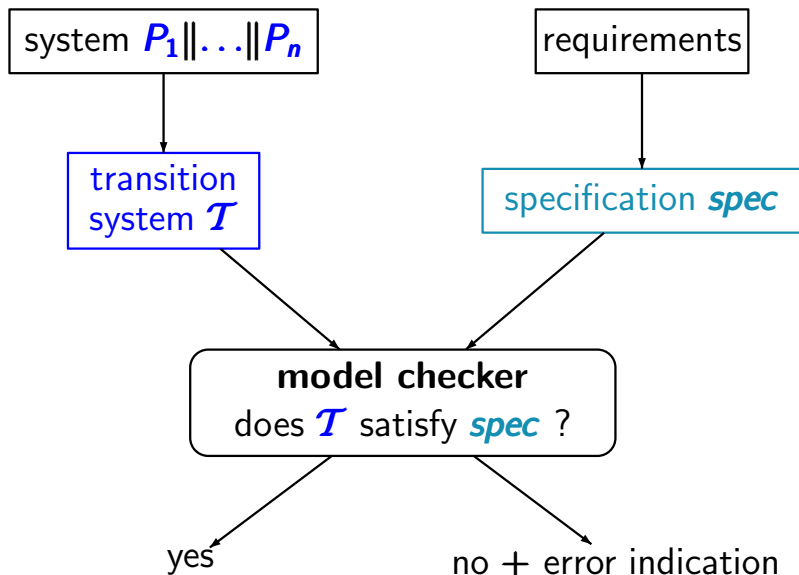 system P₁‖…‖Pₙ
requirements
transition
system 𝒯
specification spec
model checker
does 𝒯 satisfy spec ?
yes
no + error indication